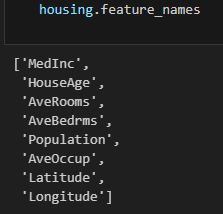 housing.feature_names
['MedInc',
'HouseAge',
'AveRooms',
'AveBedrms',
'Population',
'AveOccup',
'Latitude',
'Longitude']